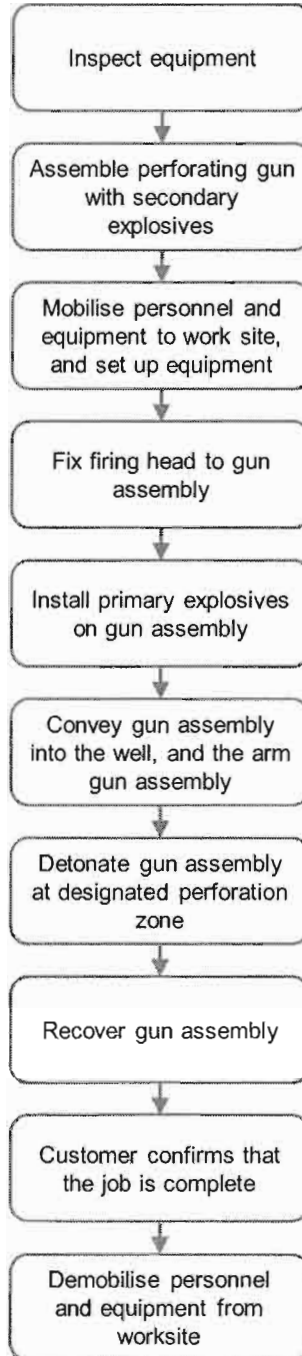 Inspect equipment
Assemble perforating gun
with secondary
explosives
Mobilise personnel and
equipment to work site,
and set up equipment
Fix firing head to gun
assembly
Install primary explosives
on gun assembly
Convey gun assembly
into the well, and the arm
gun assembly
Detonate gun assembly
at designated perforation
zone
Recover gun assembly
Customer confirms that
the job is complete
Demobilise personnel
and equipment from
worksite